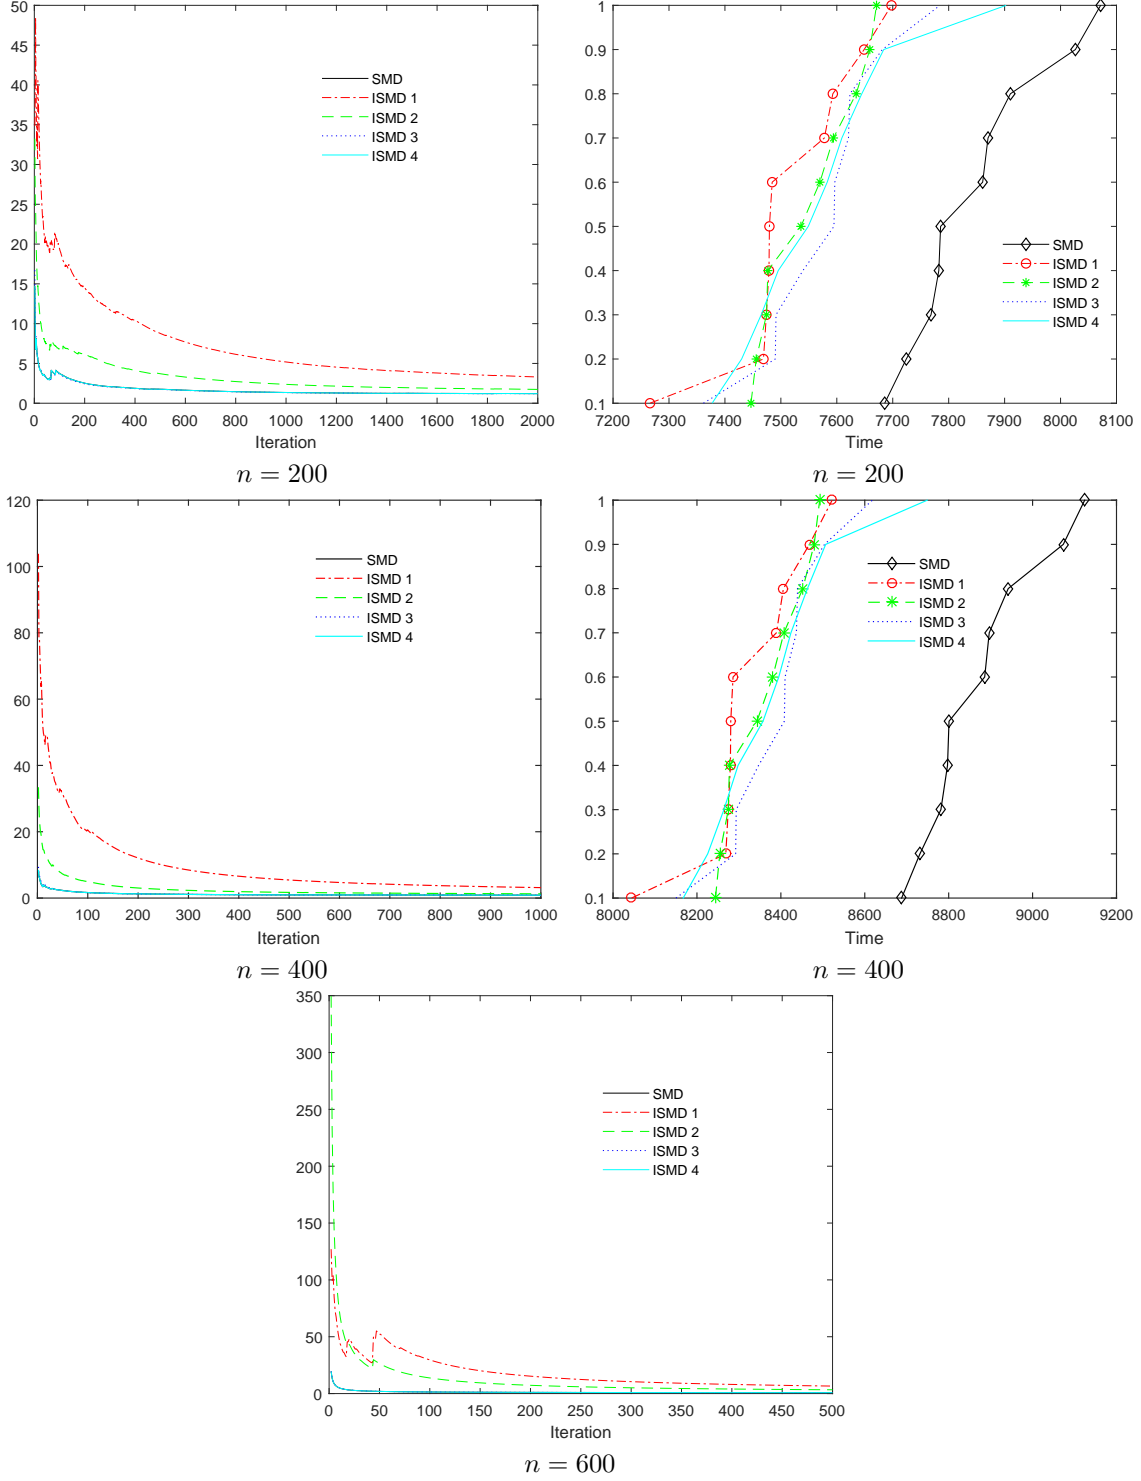 50
45
40
35
30
25
20
15
10
5
0
0 200 400 600 800 1000 1200 1400 1600 1800 2000
Iteration
SMD
ISMD 1
ISMD 2
ISMD 3
ISMD 4
n = 200
1
0.9
0.8
0.7
0.6
0.5
0.4
0.3
0.2
0.1
7200 7300 7400 7500 7600 7700 7800 7900 8000 8100
Time
SMD
ISMD 1
ISMD 2
ISMD 3
ISMD 4
n = 200
120
100
80
60
40
20
0
0 100 200 300 400 500 600 700 800 900 1000
Iteration
SMD
ISMD 1
ISMD 2
ISMD 3
ISMD 4
n = 400
1
0.9
0.8
0.7
0.6
0.5
0.4
0.3
0.2
0.1
8000 8200 8400 8600 8800 9000 9200
Time
SMD
ISMD 1
ISMD 2
ISMD 3
ISMD 4
n = 400
350
300
250
200
150
100
50
0
0 50 100 150 200 250 300 350 400 450 500
Iteration
SMD
ISMD 1
ISMD 2
ISMD 3
ISMD 4
n = 600